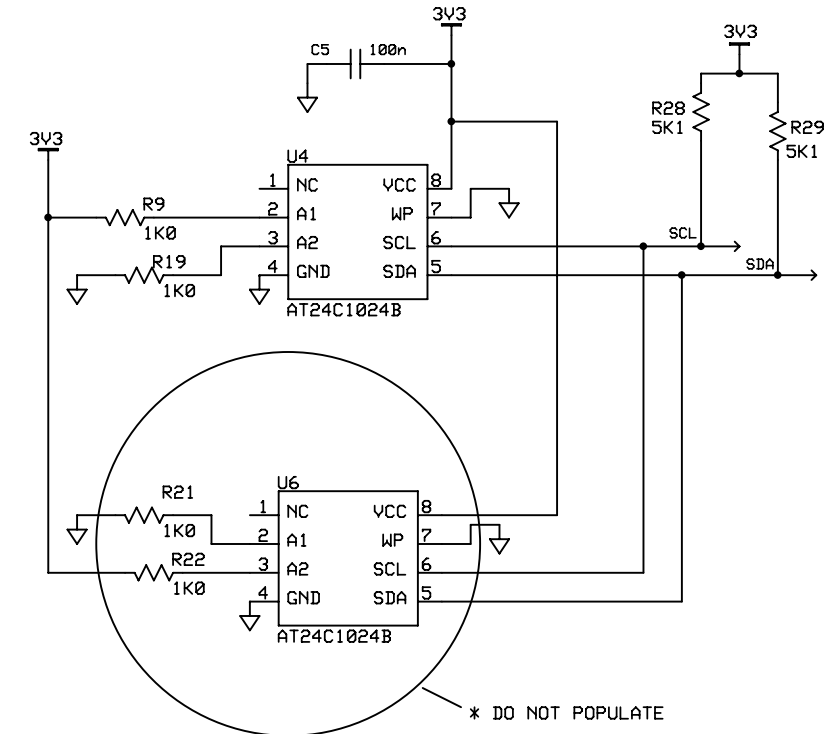 3V3
C5 100n
3V3
R28
5K1
R29
5K1
3V3
U4
1 NC VCC 8
R9
2 A1 WP 7
1K0
3 A2 SCL 6
SCL
R19
4 GND SDA 5
SDA
1K0
AT24C1024B
U6
R21
1 NC VCC 8
1K0
2 A1 WP 7
R22
3 A2 SCL 6
1K0
4 GND SDA 5
AT24C1024B
* DO NOT POPULATE